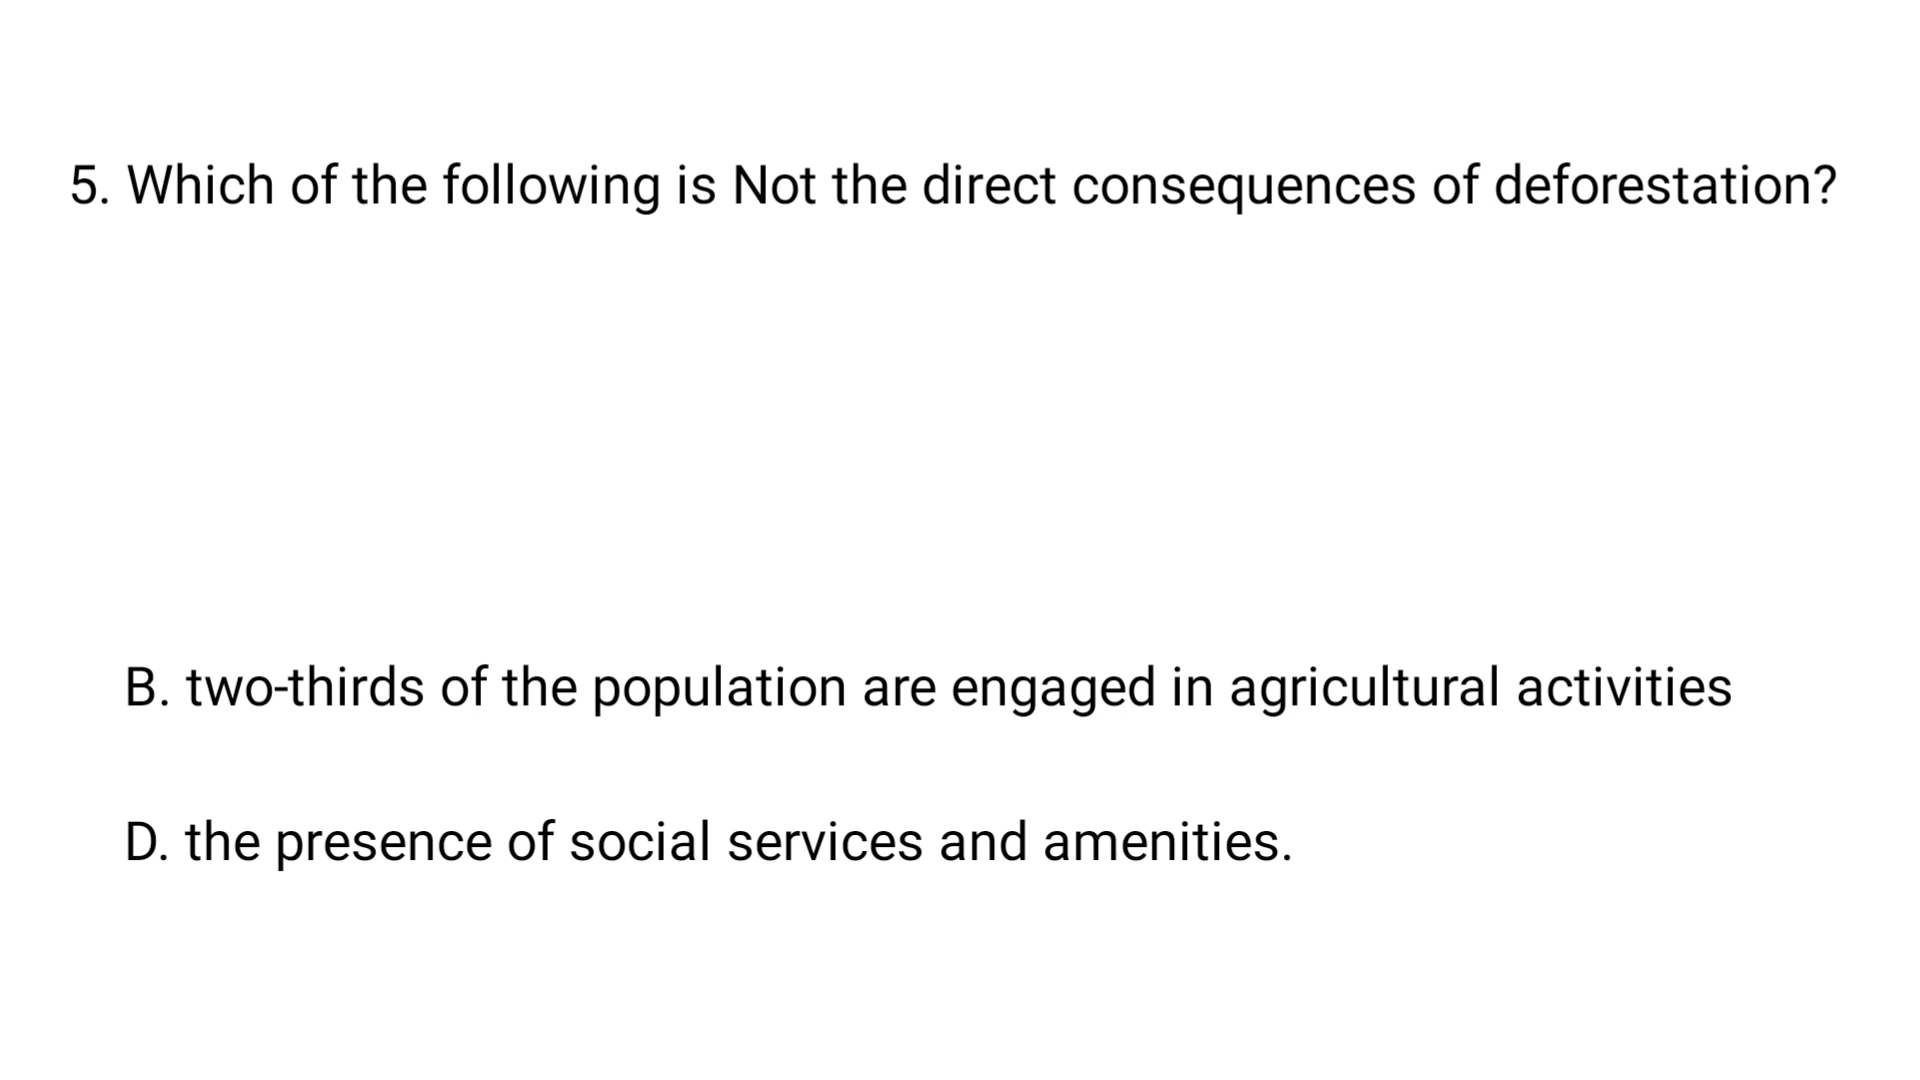 5. Which of the following is Not the direct consequences of deforestation?
B. two-thirds of the population are engaged in agricultural activities
D. the presence of social services and amenities.